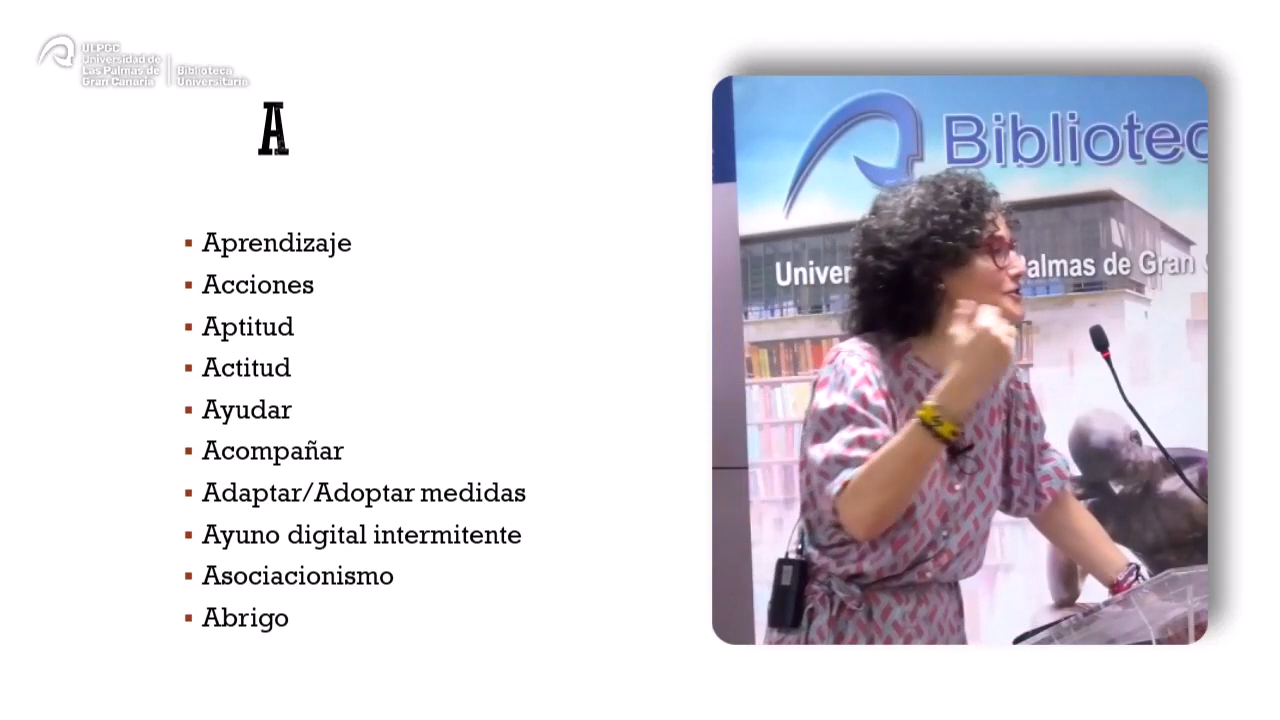 ULPGC
Universidad de
Las Palmas de
Gran Canaria
Biblioteca
Universitaria
A
Aprendizaje
Acciones
Aptitud
Actitud
Ayudar
Acompañar
Adaptar/Adoptar medidas
Ayuno digital intermitente
Asociacionismo
Abrigo
Bibliotec
Univer almas de Gran